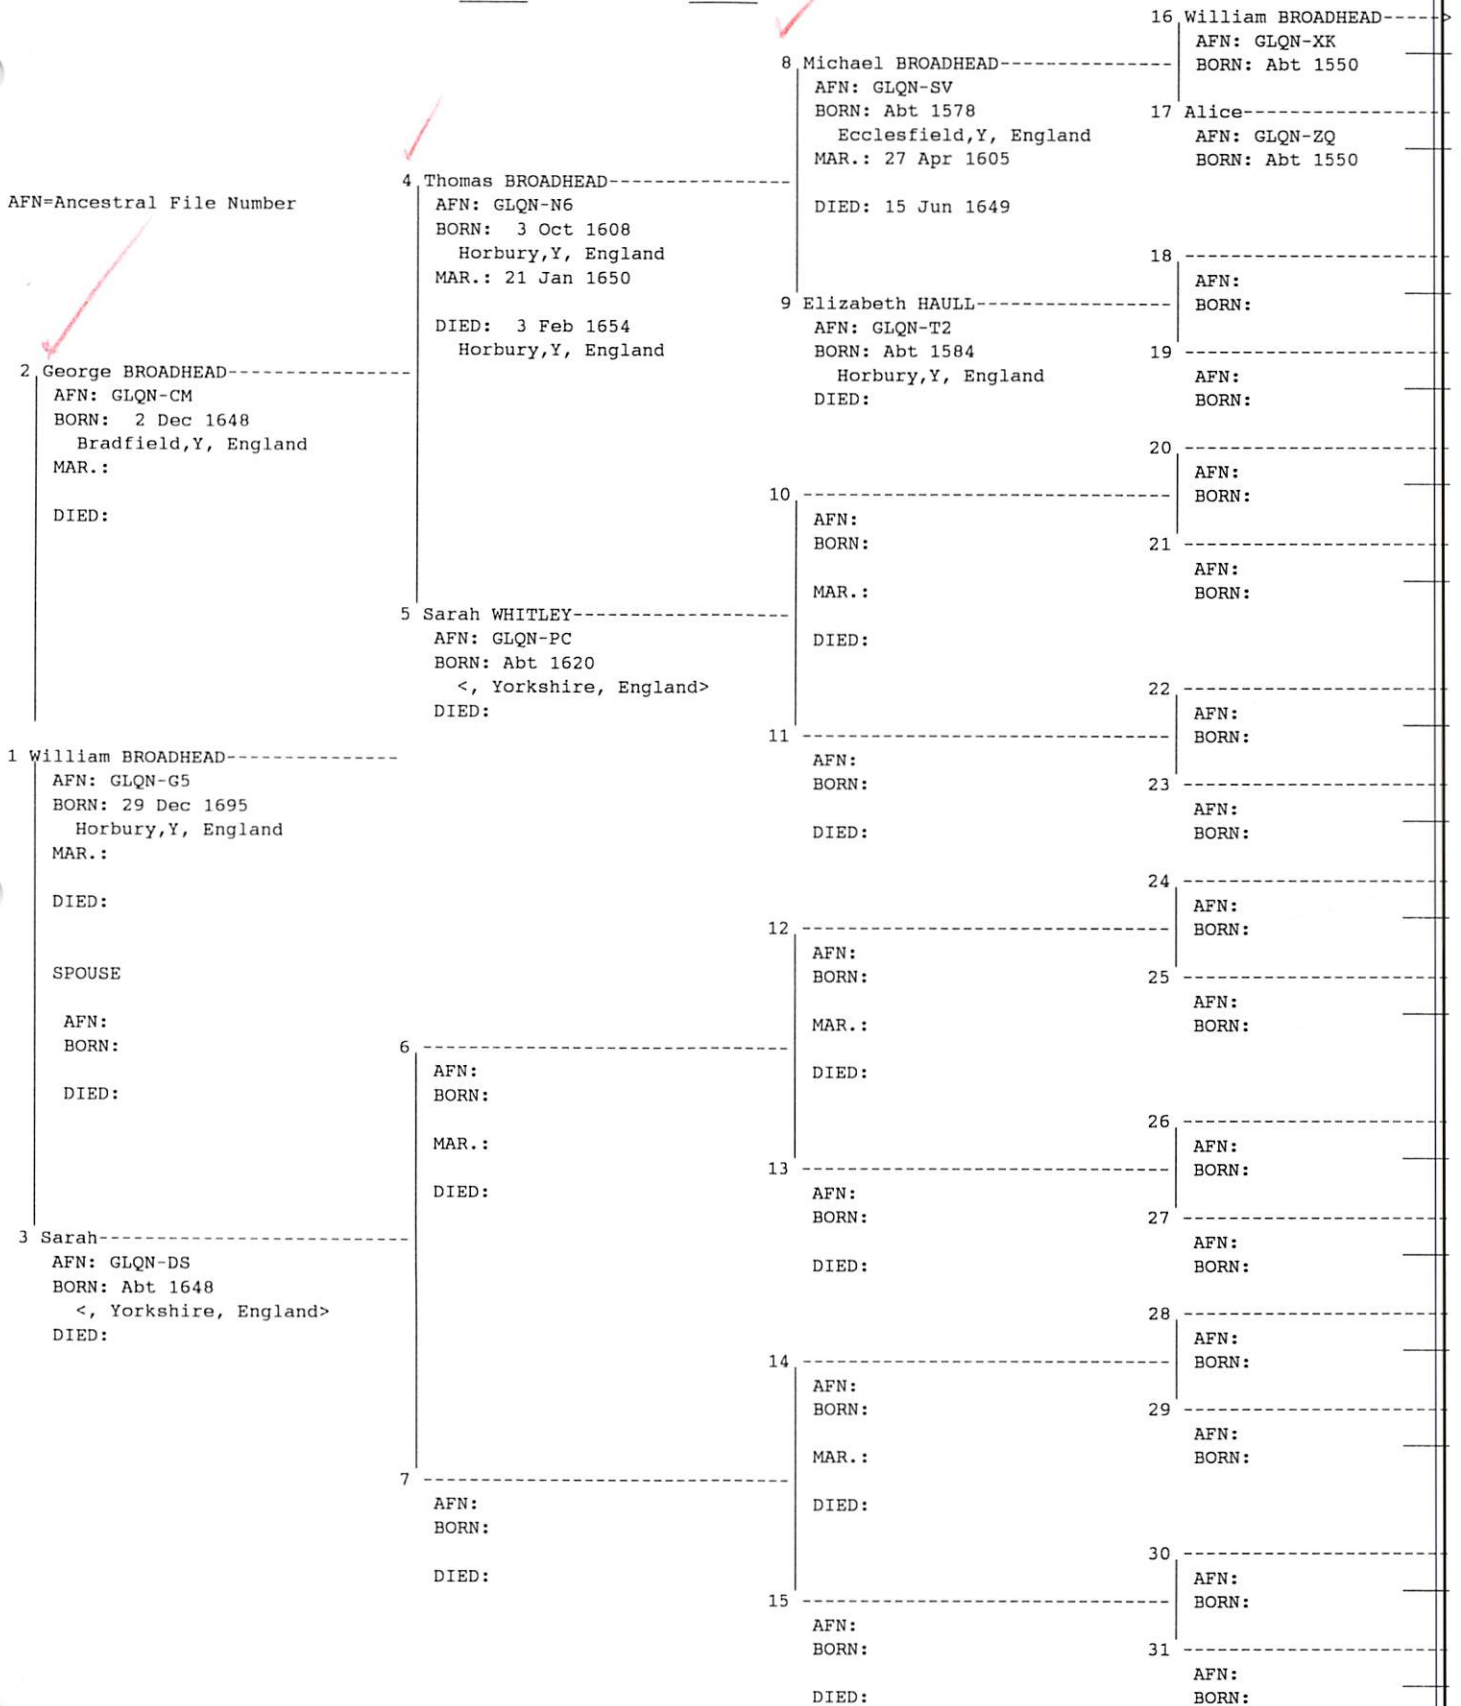 AFN=Ancestral File Number
2 George BROADHEAD---------------
AFN: GLQN-CM
BORN:  2 Dec 1648
Bradfield,Y, England
MAR.:
DIED:
1 William BROADHEAD---------------
AFN: GLQN-G5
BORN: 29 Dec 1695
Horbury,Y, England
MAR.:
DIED:
SPOUSE
AFN:
BORN:
DIED:
3 Sarah---------------------------
AFN: GLQN-DS
BORN: Abt 1648
<, Yorkshire, England>
DIED:
4 Thomas BROADHEAD----------------
AFN: GLQN-N6
BORN:  3 Oct 1608
Horbury,Y, England
MAR.: 21 Jan 1650
DIED:  3 Feb 1654
Horbury,Y, England
5 Sarah WHITLEY-------------------
AFN: GLQN-PC
BORN: Abt 1620
<, Yorkshire, England>
DIED:
6 --------------------------------
AFN:
BORN:
MAR.:
DIED:
7 --------------------------------
AFN:
BORN:
DIED:
8 Michael BROADHEAD---------------
AFN: GLQN-SV
BORN: Abt 1578
Ecclesfield,Y, England
MAR.: 27 Apr 1605
DIED: 15 Jun 1649
9 Elizabeth HAULL-----------------
AFN: GLQN-T2
BORN: Abt 1584
Horbury,Y, England
DIED:
10 --------------------------------
AFN:
BORN:
MAR.:
DIED:
11 --------------------------------
AFN:
BORN:
DIED:
12 --------------------------------
AFN:
BORN:
MAR.:
DIED:
13 --------------------------------
AFN:
BORN:
DIED:
14 --------------------------------
AFN:
BORN:
MAR.:
DIED:
15 --------------------------------
AFN:
BORN:
DIED:
16 William BROADHEAD----->
AFN: GLQN-XK
BORN: Abt 1550
17 Alice------------------
AFN: GLQN-ZQ
BORN: Abt 1550
18 -----------------------
AFN:
BORN:
19 -----------------------
AFN:
BORN:
20 -----------------------
AFN:
BORN:
21 -----------------------
AFN:
BORN:
22 -----------------------
AFN:
BORN:
23 -----------------------
AFN:
BORN:
24 -----------------------
AFN:
BORN:
25 -----------------------
AFN:
BORN:
26 -----------------------
AFN:
BORN:
27 -----------------------
AFN:
BORN:
28 -----------------------
AFN:
BORN:
29 -----------------------
AFN:
BORN:
30 -----------------------
AFN:
BORN:
31 -----------------------
AFN:
BORN: